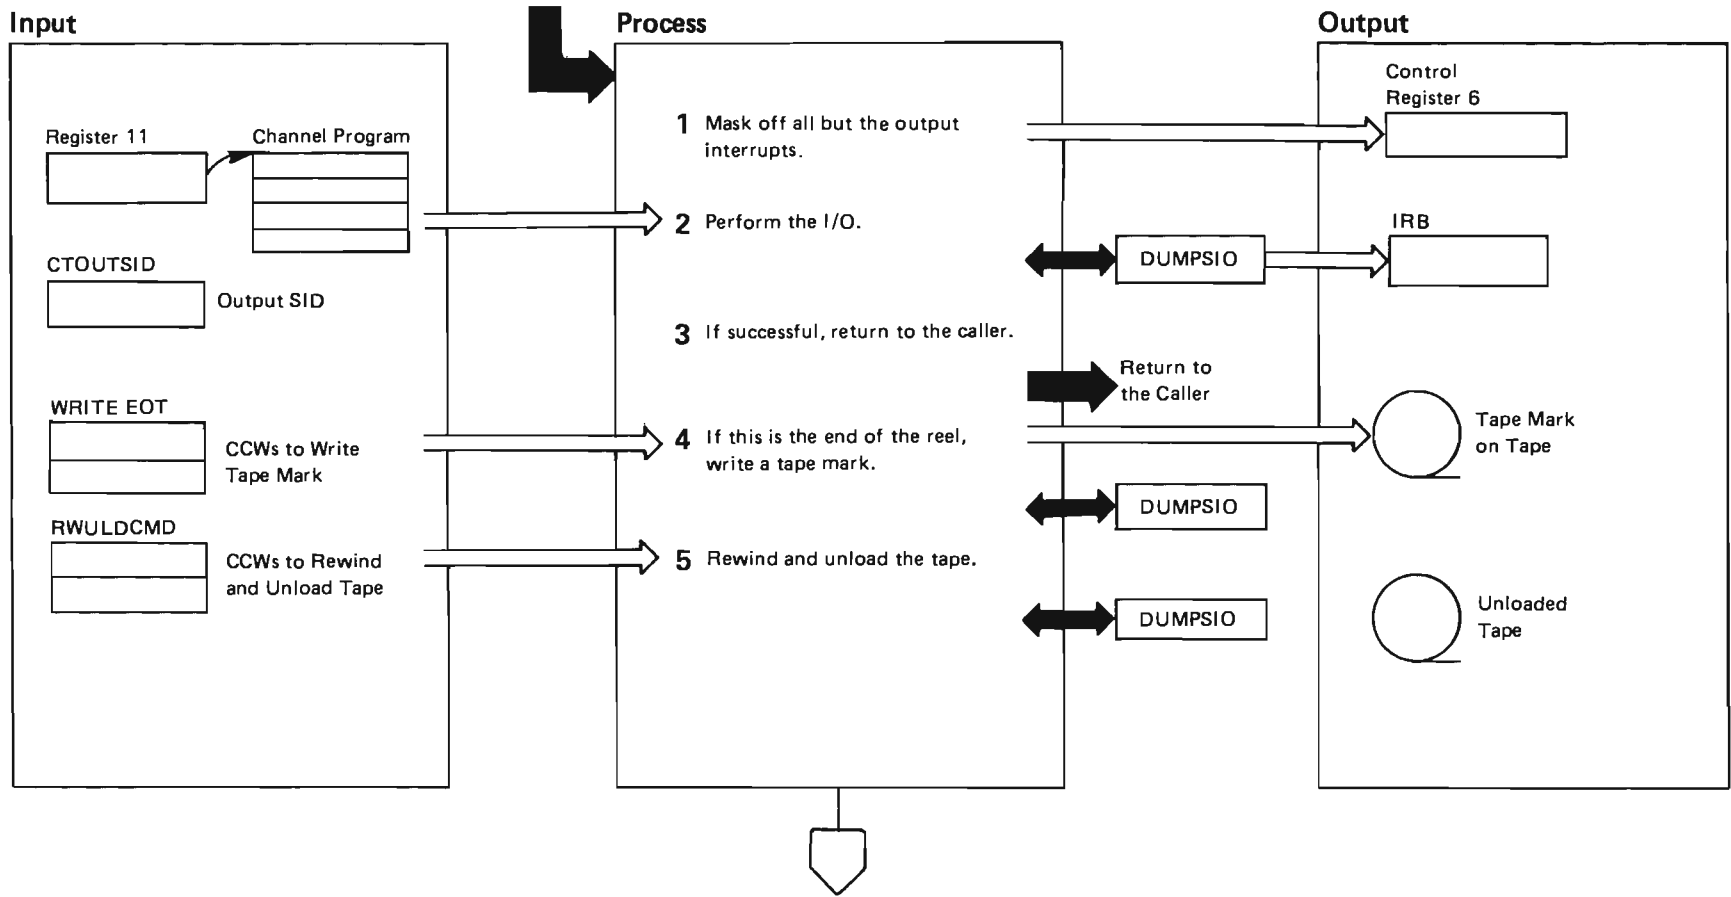 Input
Process
Output
Register 11
Channel Program
CTOUTSID
Output SID
WRITE EOT
CCWs to Write
Tape Mark
RWULDCMD
CCWs to Rewind
and Unload Tape
1 Mask off all but the output
interrupts.
2 Perform the I/O.
DUMPSIO
3 If successful, return to the caller.
Return to
the Caller
4 If this is the end of the reel,
write a tape mark.
DUMPSIO
5 Rewind and unload the tape.
DUMPSIO
Control
Register 6
IRB
Tape Mark
on Tape
Unloaded
Tape